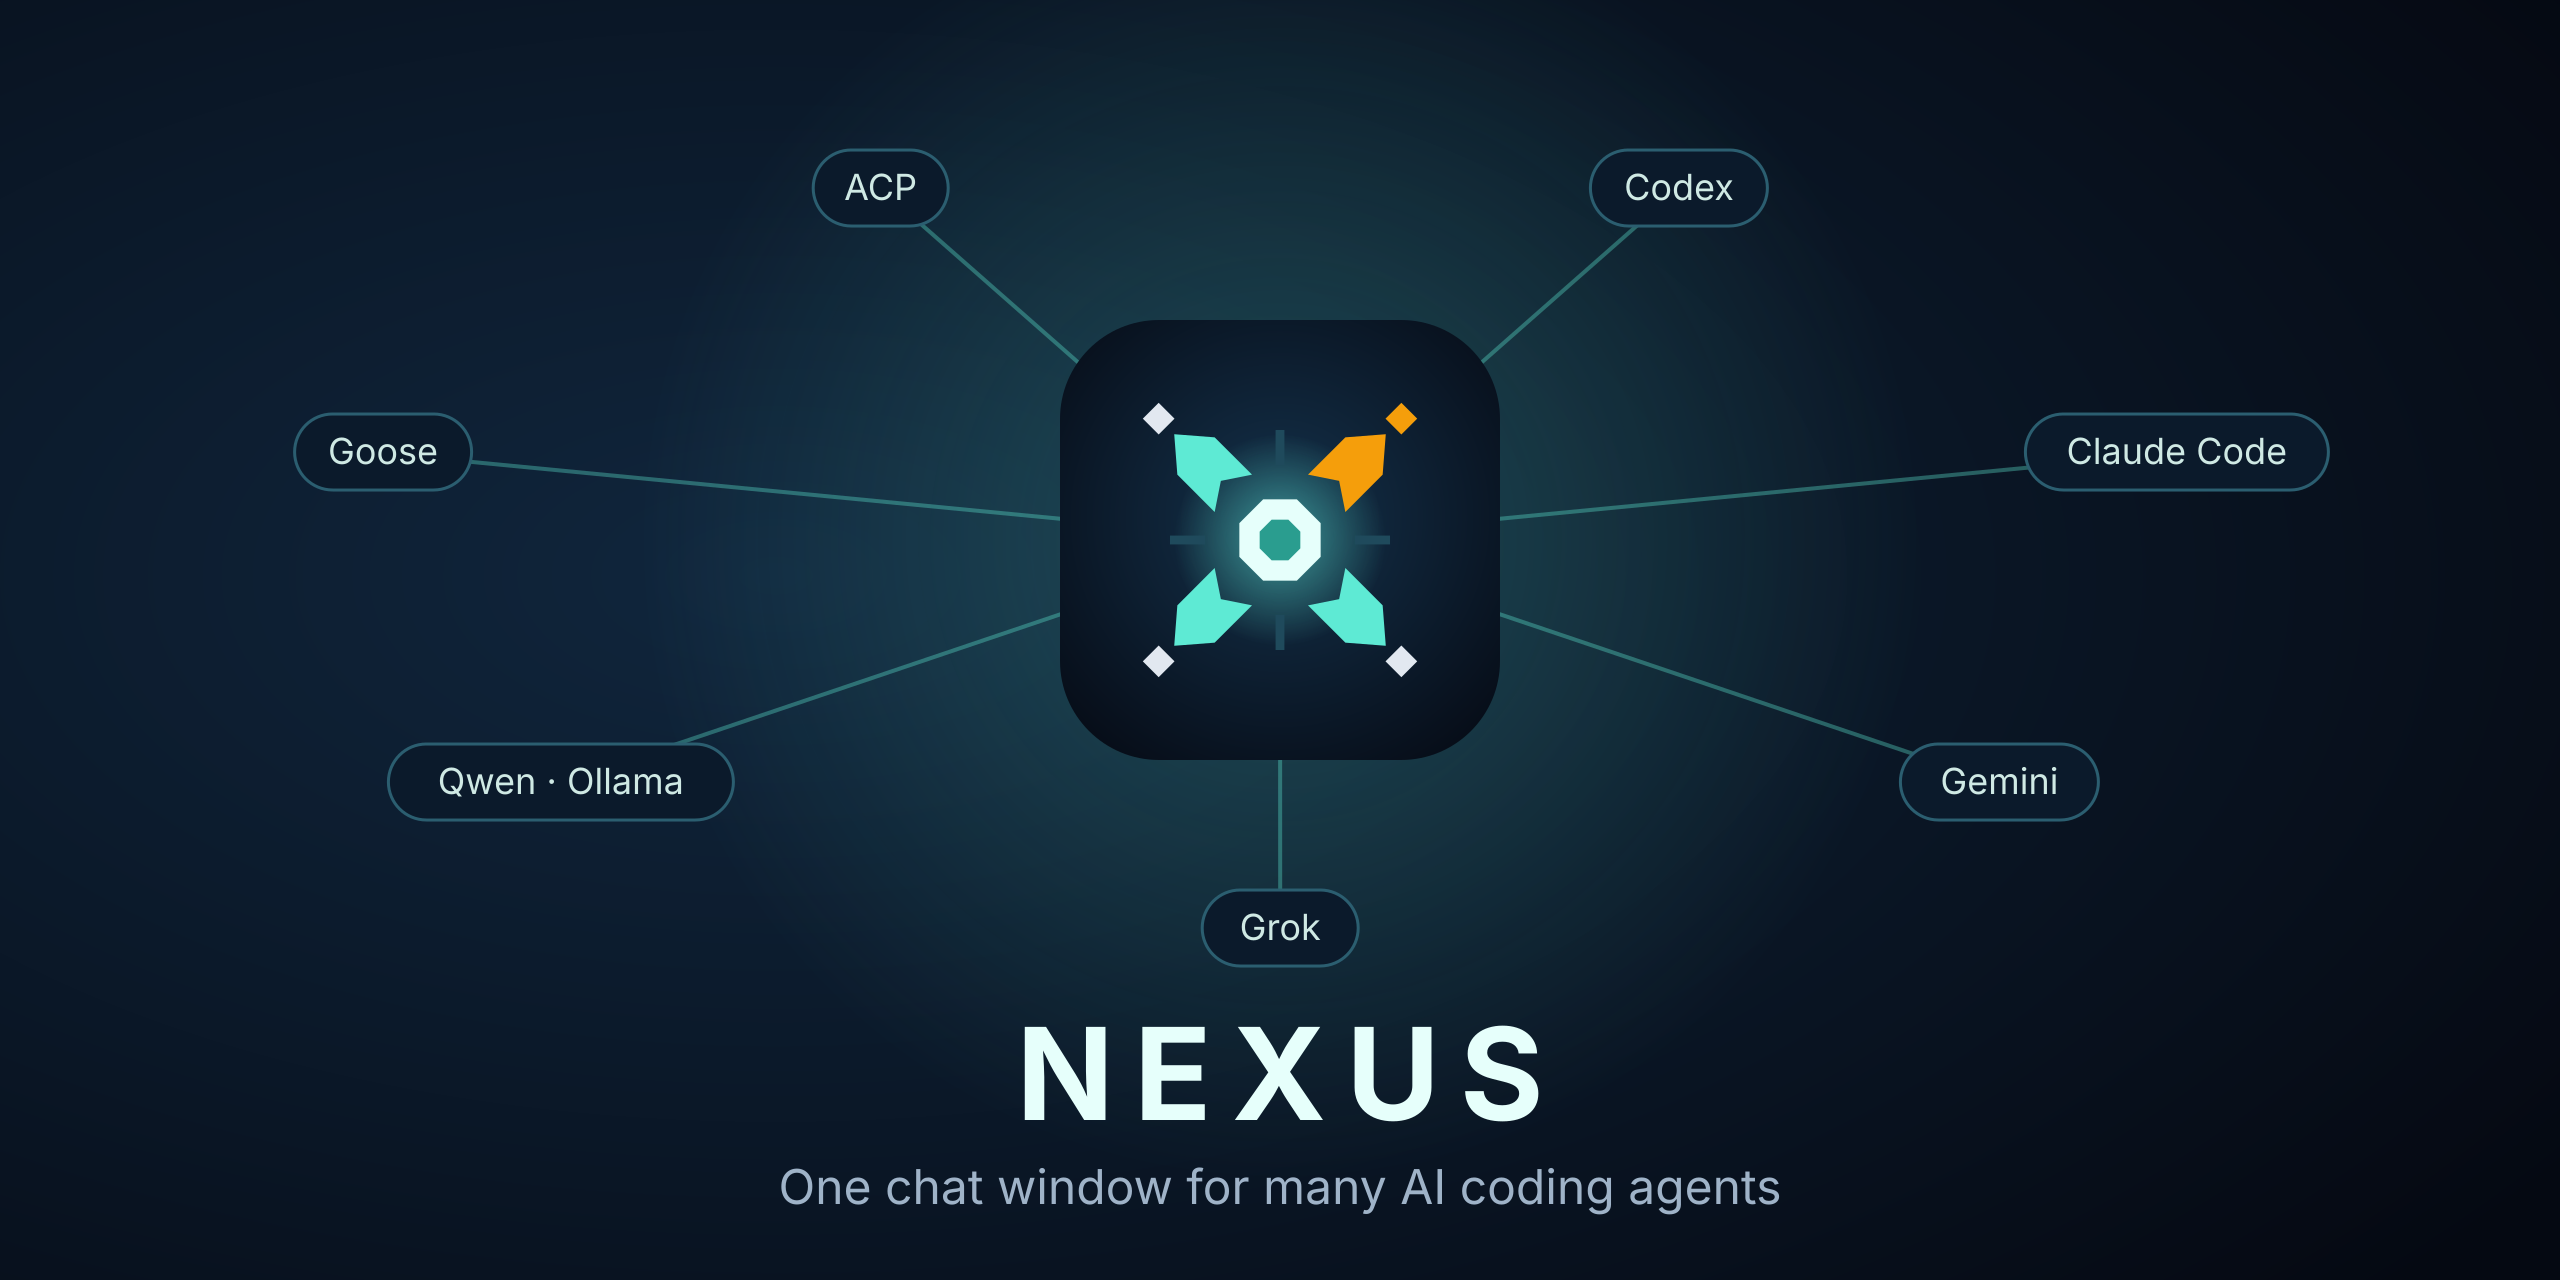 ACP
Codex
Goose
Claude Code
Qwen · Ollama
Gemini
Grok
NEXUS
One chat window for many AI coding agents